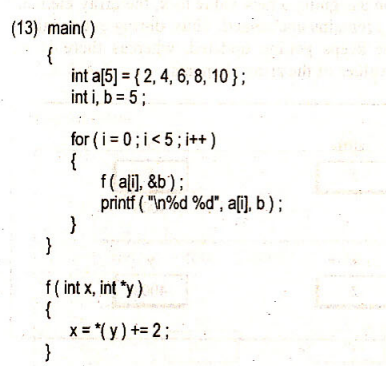 (13) main( )
{
int a[5] = { 2, 4, 6, 8, 10 } ;
int i, b = 5 ;
for ( i = 0 ; i < 5 ; i++ )
{
f ( a[i], &b ) ;
printf ( "\n%d %d", a[i], b ) ;
}
}
f ( int x, int *y )
{
x = *( y ) += 2 ;
}